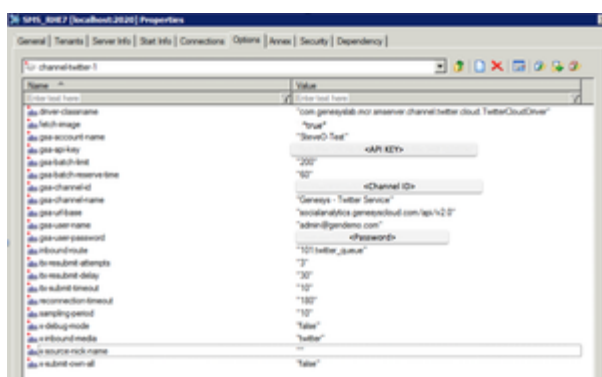 SMS_RHE7 [localhost:2020] Properties
General | Tenants | Server Info | Start Info | Connections | Options | Annex | Security | Dependency
channel-twitter-1
Name Value
Enter text here Enter text here
driver-classname "com.genesyslab.mcr.smserver.channel.twitter.cloud.TwitterCloudDriver"
fetch-image "true"
gsa-account-name "SteveO-Test"
gsa-api-key <API KEY>
gsa-batch-limit "200"
gsa-batch-reserve-time "60"
gsa-channel-id <Channel ID>
gsa-channel-name "Genesys - Twitter Service"
gsa-url-base "socialanalytics.genesyscloud.com/api/v2.0"
gsa-user-name "admin@gendemo.com"
gsa-user-password <Password>
inbound-route "101:twitter_queue"
itx-resubmit-attempts "3"
itx-resubmit-delay "30"
itx-submit-timeout "10"
reconnection-timeout "180"
sampling-period "10"
x-debug-mode "false"
x-inbound-media "twitter"
x-source-nick-name ""
x-submit-own-all "false"